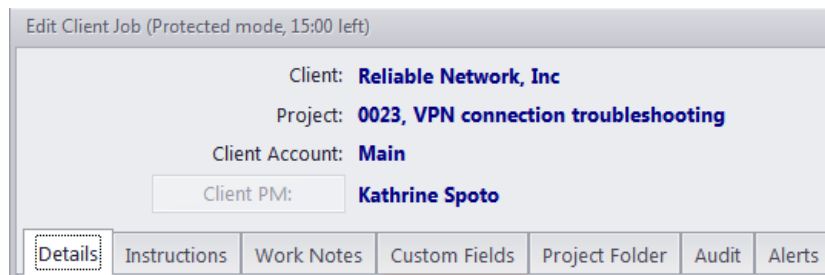 Edit Client Job (Protected mode, 15:00 left)
Client: Reliable Network, Inc
Project: 0023, VPN connection troubleshooting
Client Account: Main
Client PM: Kathrine Spoto
Details Instructions Work Notes Custom Fields Project Folder Audit Alerts